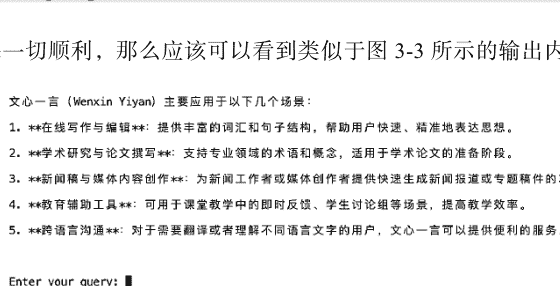 一切顺利，那么应该可以看到类似于图 3-3 所示的输出内
文心一言（Wenxin Yiyan）主要应用于以下几个场景：
1. **在线写作与编辑**：提供丰富的词汇和句子结构，帮助用户快速、精准地表达思想。
2. **学术研究与论文撰写**：支持专业领域的术语和概念，适用于学术论文的准备阶段。
3. **新闻稿与媒体内容创作**：为新闻工作者或媒体创作者提供快速生成新闻报道或专题稿件的
4. **教育辅助工具**：可用于课堂教学中的即时反馈、学生讨论组等场景，提高教学效率。
5. **跨语言沟通**：对于需要翻译或者理解不同语言文字的用户，文心一言可以提供便利的服务
Enter your query: